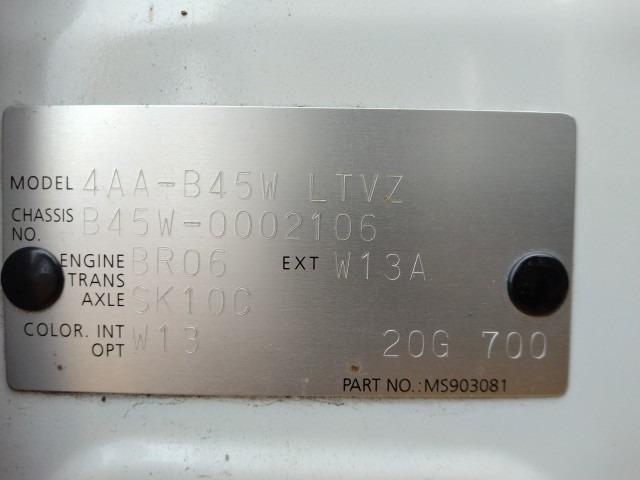 MODEL 4AA-B45W LTVZ
CHASSIS NO. B45W-0002106
ENGINE BR06 EXT W13A
TRANS AXLE SK10C
COLOR. INT W13
OPT 20G 700
PART NO.:MS903081